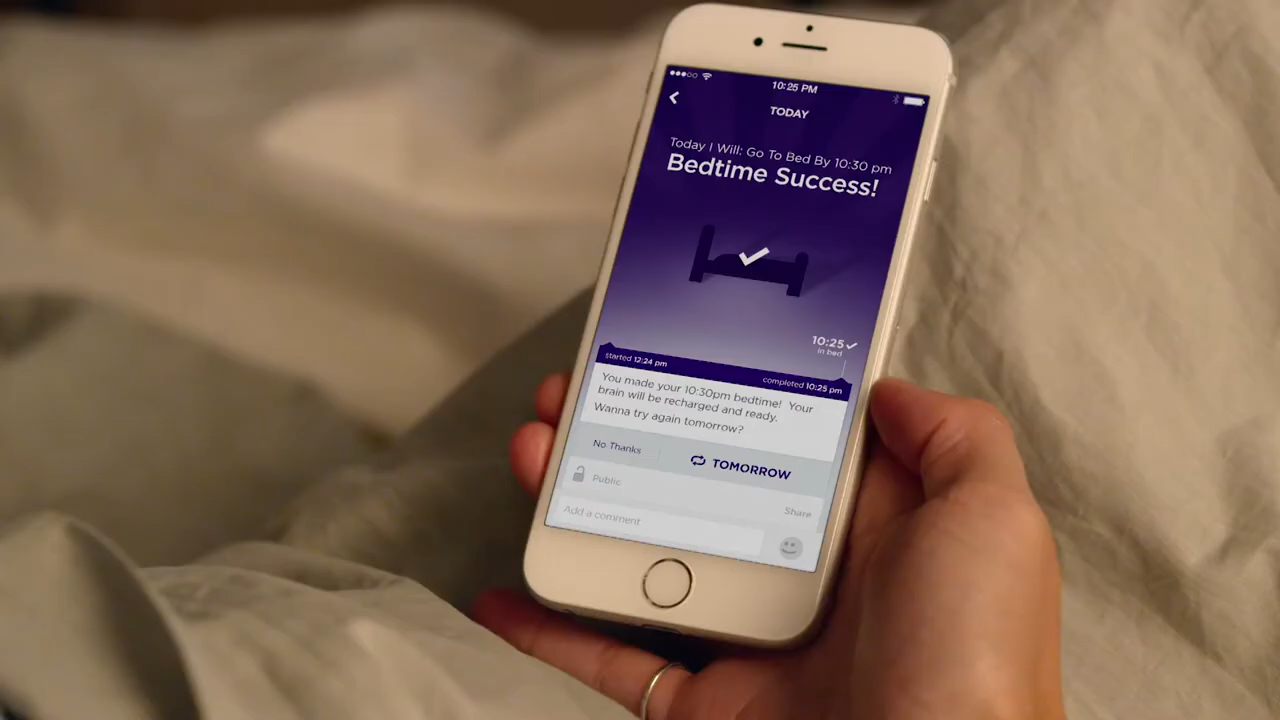 10:25 PM
TODAY
Today I Will: Go To Bed By 10:30 pm
Bedtime Success!
10:25
in bed
started 12:24 pm
completed 10:25 pm
You made your 10:30pm bedtime! Your
brain will be recharged and ready.
Wanna try again tomorrow?
No Thanks
TOMORROW
Public
Share
Add a comment